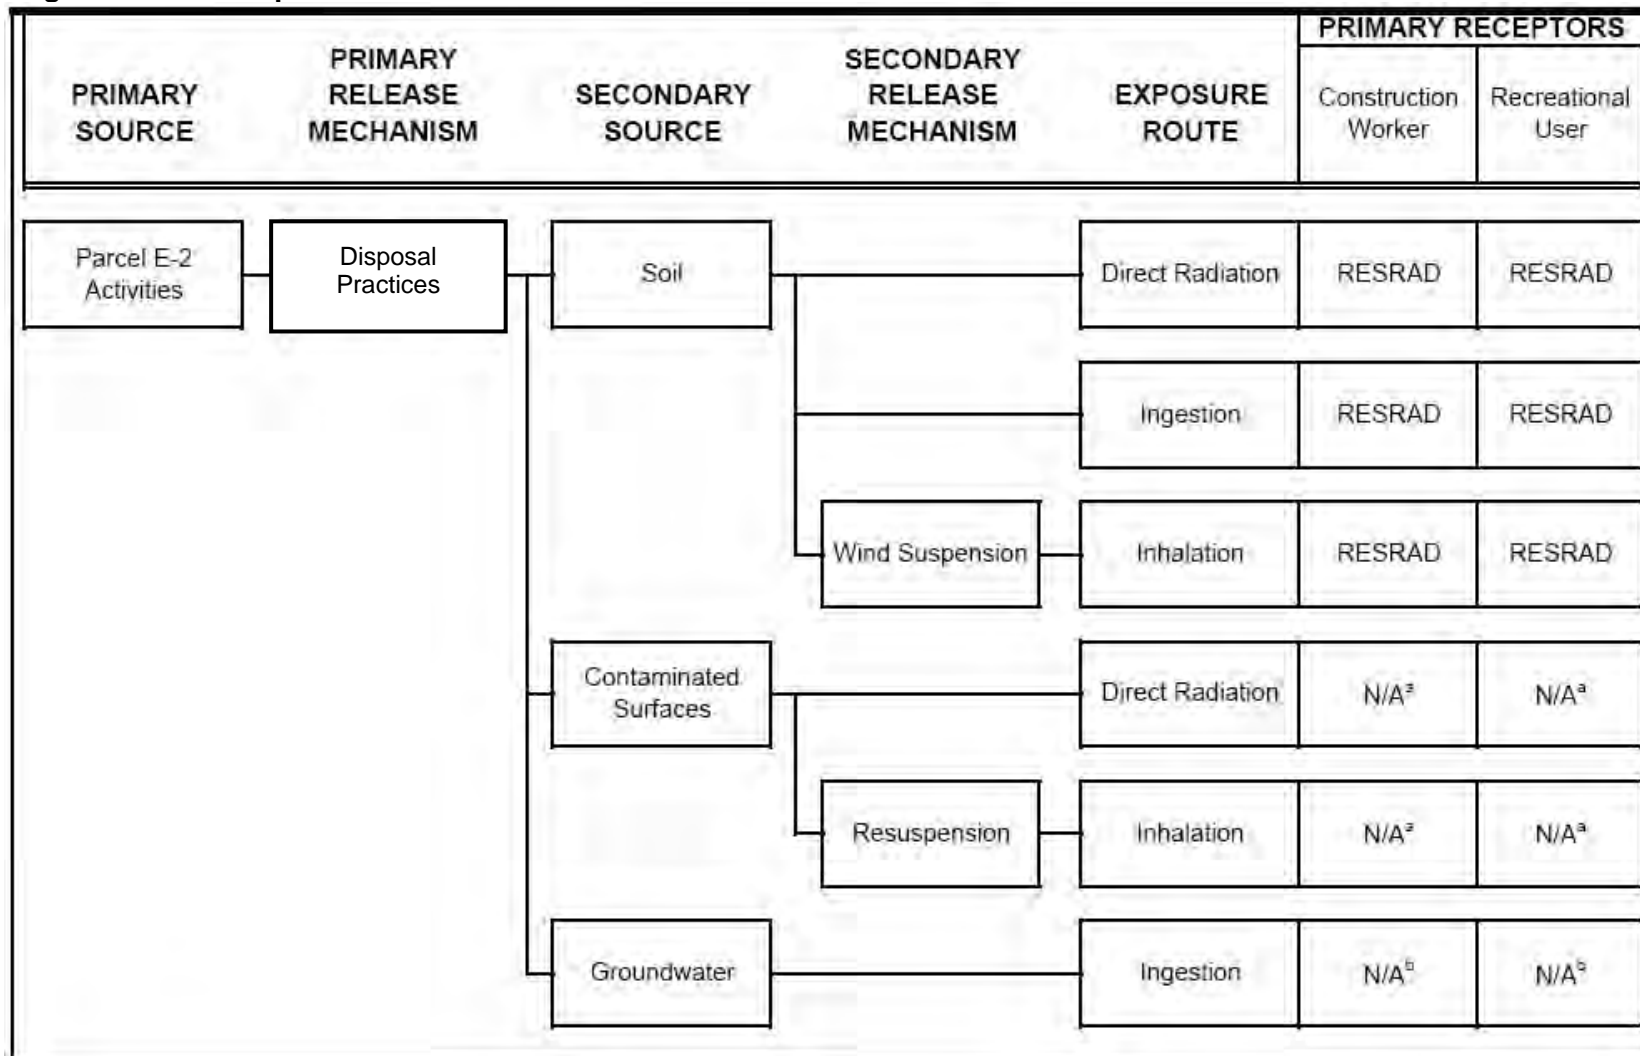 PRIMARY RECEPTORS
PRIMARY
SOURCE
PRIMARY
RELEASE
MECHANISM
SECONDARY
SOURCE
SECONDARY
RELEASE
MECHANISM
EXPOSURE
ROUTE
Construction
Worker
Recreational
User
Parcel E-2
Activities
Disposal
Practices
Soil
Direct Radiation
RESRAD
RESRAD
Ingestion
RESRAD
RESRAD
Wind Suspension
Inhalation
RESRAD
RESRAD
Contaminated
Surfaces
Direct Radiation
N/Aª
N/Aª
Resuspension
Inhalation
N/Aª
N/Aª
Groundwater
Ingestion
N/Aᵇ
N/Aᵇ